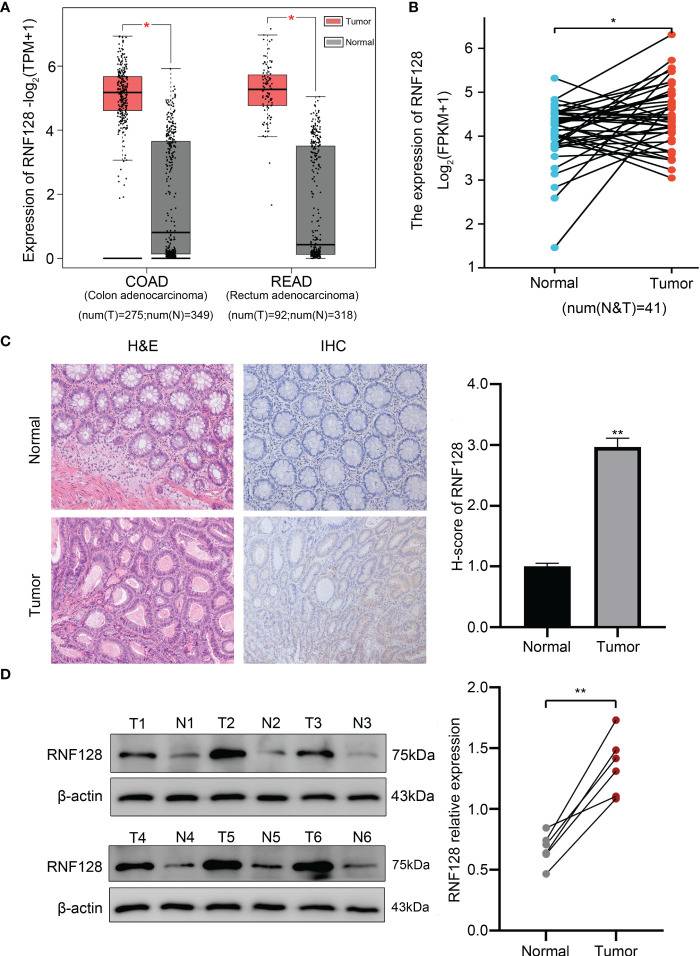 A
Expression of RNF128 -log2(TPM+1)
6
4
2
0
*
*
Tumor
Normal
COAD
(Colon adenocarcinoma)
(num(T)=275;num(N)=349)
READ
(Rectum adenocarcinoma)
(num(T)=92;num(N)=318)
B
The expression of RNF128
Log2(FPKM+1)
6
5
4
3
2
1
*
Normal
Tumor
(num(N&T)=41)
C
H&E
IHC
Normal
Tumor
H-score of RNF128
4.0
3.0
2.0
1.0
0.0
**
Normal
Tumor
D
T1 N1 T2 N2 T3 N3
RNF128
75kDa
β-actin
43kDa
T4 N4 T5 N5 T6 N6
RNF128
75kDa
β-actin
43kDa
RNF128 relative expression
2.0
1.5
1.0
0.5
0.0
**
Normal
Tumor